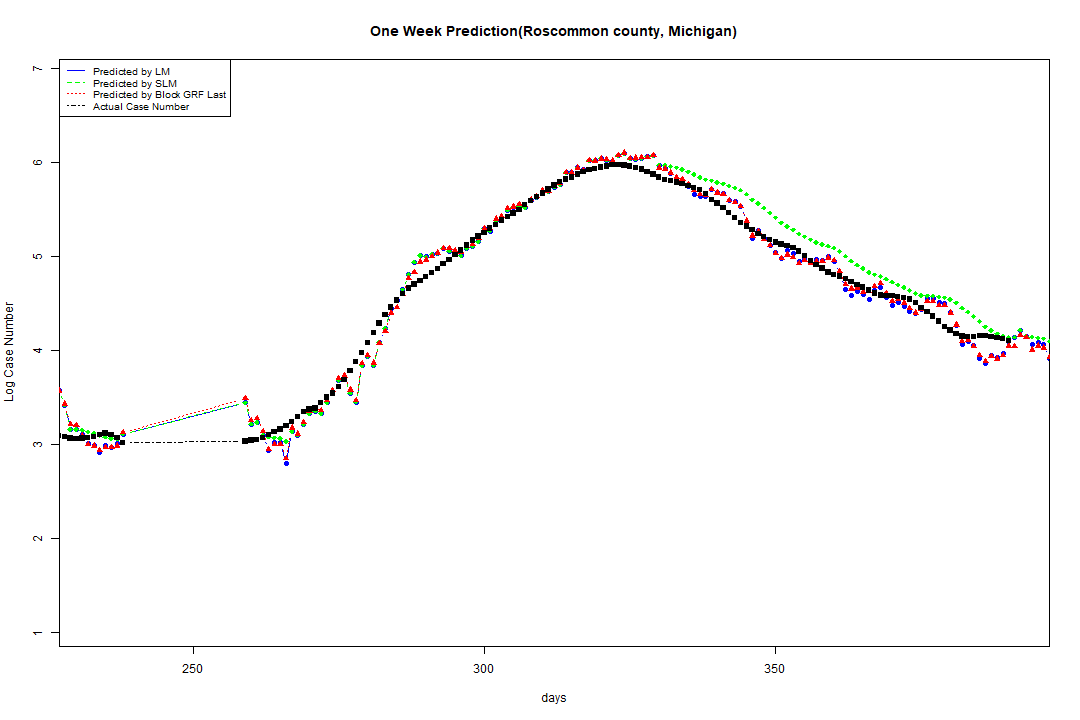 One Week Prediction(Roscommon county, Michigan)
Predicted by LM
Predicted by SLM
Predicted by Block GRF Last
Actual Case Number
7
6
5
4
3
2
1
Log Case Number
250 300 350
days